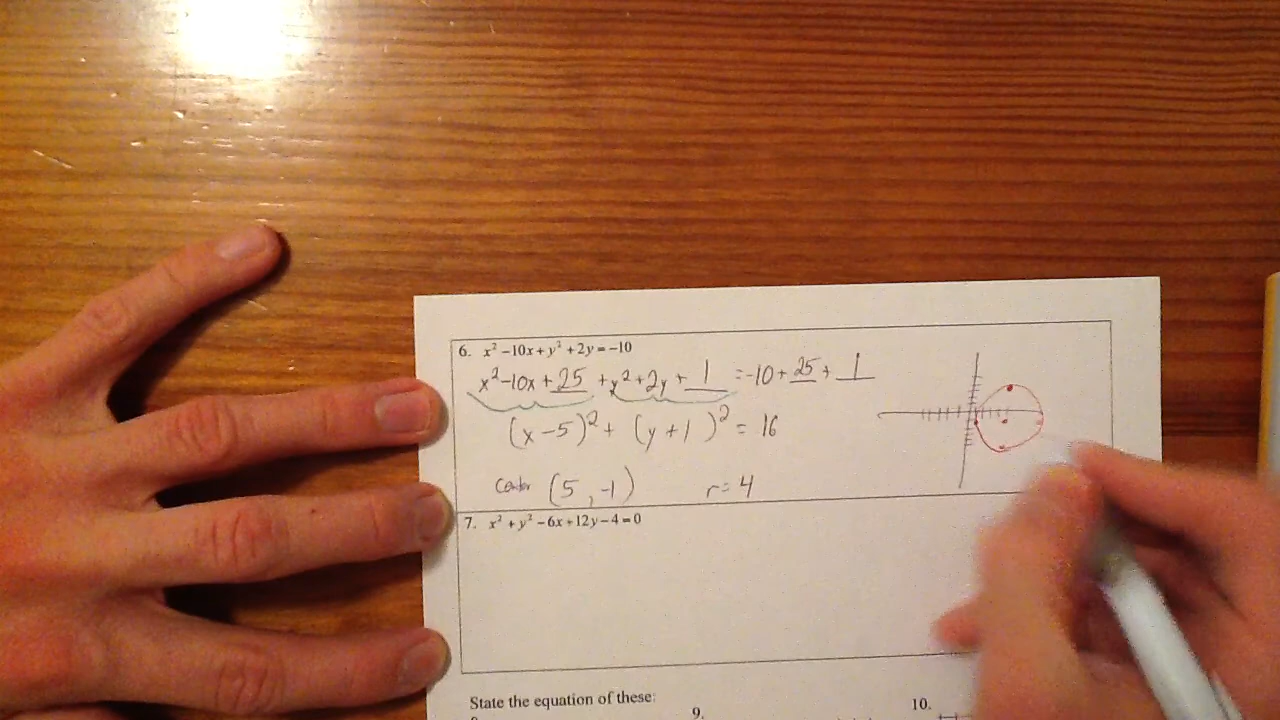 6. x² −10x + y² + 2y = −10
x²-10x+25 + y²+2y+ 1 = -10+25+ 1
(x-5)² + (y+1)² = 16
center (5,-1) r=4
7. x² + y² − 6x + 12y − 4 = 0
State the equation of these:
9.
10.